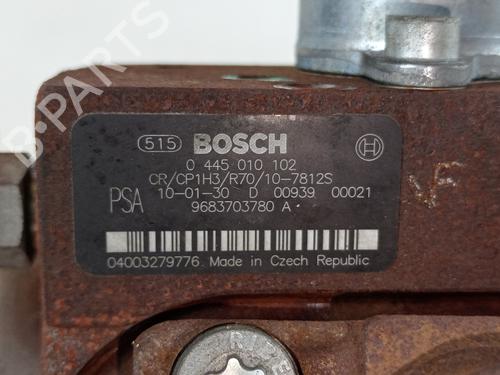 515 BOSCH
0 445 010 102
CR/CP1H3/R70/10-7812S
PSA 10-01-30 D 00939 00021
9683703780 A
04003279776 Made in Czech Republic
B-PARTS